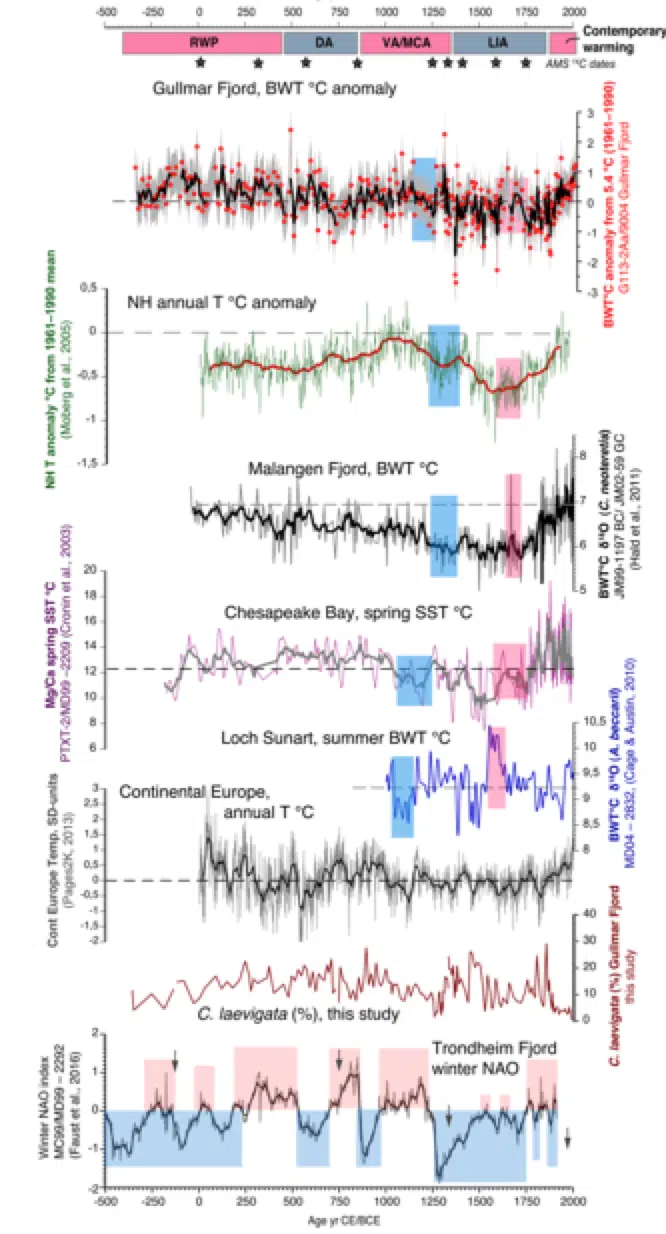 -500 -250 0 250 500 750 1000 1250 1500 1750 2000
RWP DA VA/MCA LIA
Contemporary
warming
AMS ¹⁴C dates
Gullmar Fjord, BWT °C anomaly
3
2
1
0
-1
-2
-3
BWT°C anomaly from 5.4 °C (1961–1990)
G113-2Aa/9004 Gullmar Fjord
NH annual T °C anomaly
0,5
0
-0,5
-1
-1,5
NH T anomaly °C from 1961–1990 mean
(Moberg et al., 2005)
Malangen Fjord, BWT °C
8
7
6
5
BWT°C δ¹⁸O (C. neoteretis)
JM99-1197 BC/ JM02-59 GC
(Hald et al., 2011)
Chesapeake Bay, spring SST °C
20
18
16
14
12
10
8
6
Mg/Ca spring SST °C
PTXT-2/MD99 –2209 (Cronin et al., 2003)
Loch Sunart, summer BWT °C
10,5
10
9,5
9
8,5
8
BWT°C δ¹⁸O (A. beccarii)
MD04 – 2832, (Cage & Austin, 2010)
Continental Europe,
annual T °C
3
2,5
2
1,5
1
0,5
0
-0,5
-1
-1,5
-2
Cont Europe Temp. SD-units
(Pages2K, 2013)
40
30
20
10
0
C. laevigata (%) Gullmar Fjord
this study
C. laevigata (%), this study
Trondheim Fjord
winter NAO
2
1
0
-1
-2
Winter NAO index
MC99/MD99 – 2292
(Faust et al., 2016)
-500 -250 0 250 500 750 1000 1250 1500 1750 2000
Age yr CE/BCE